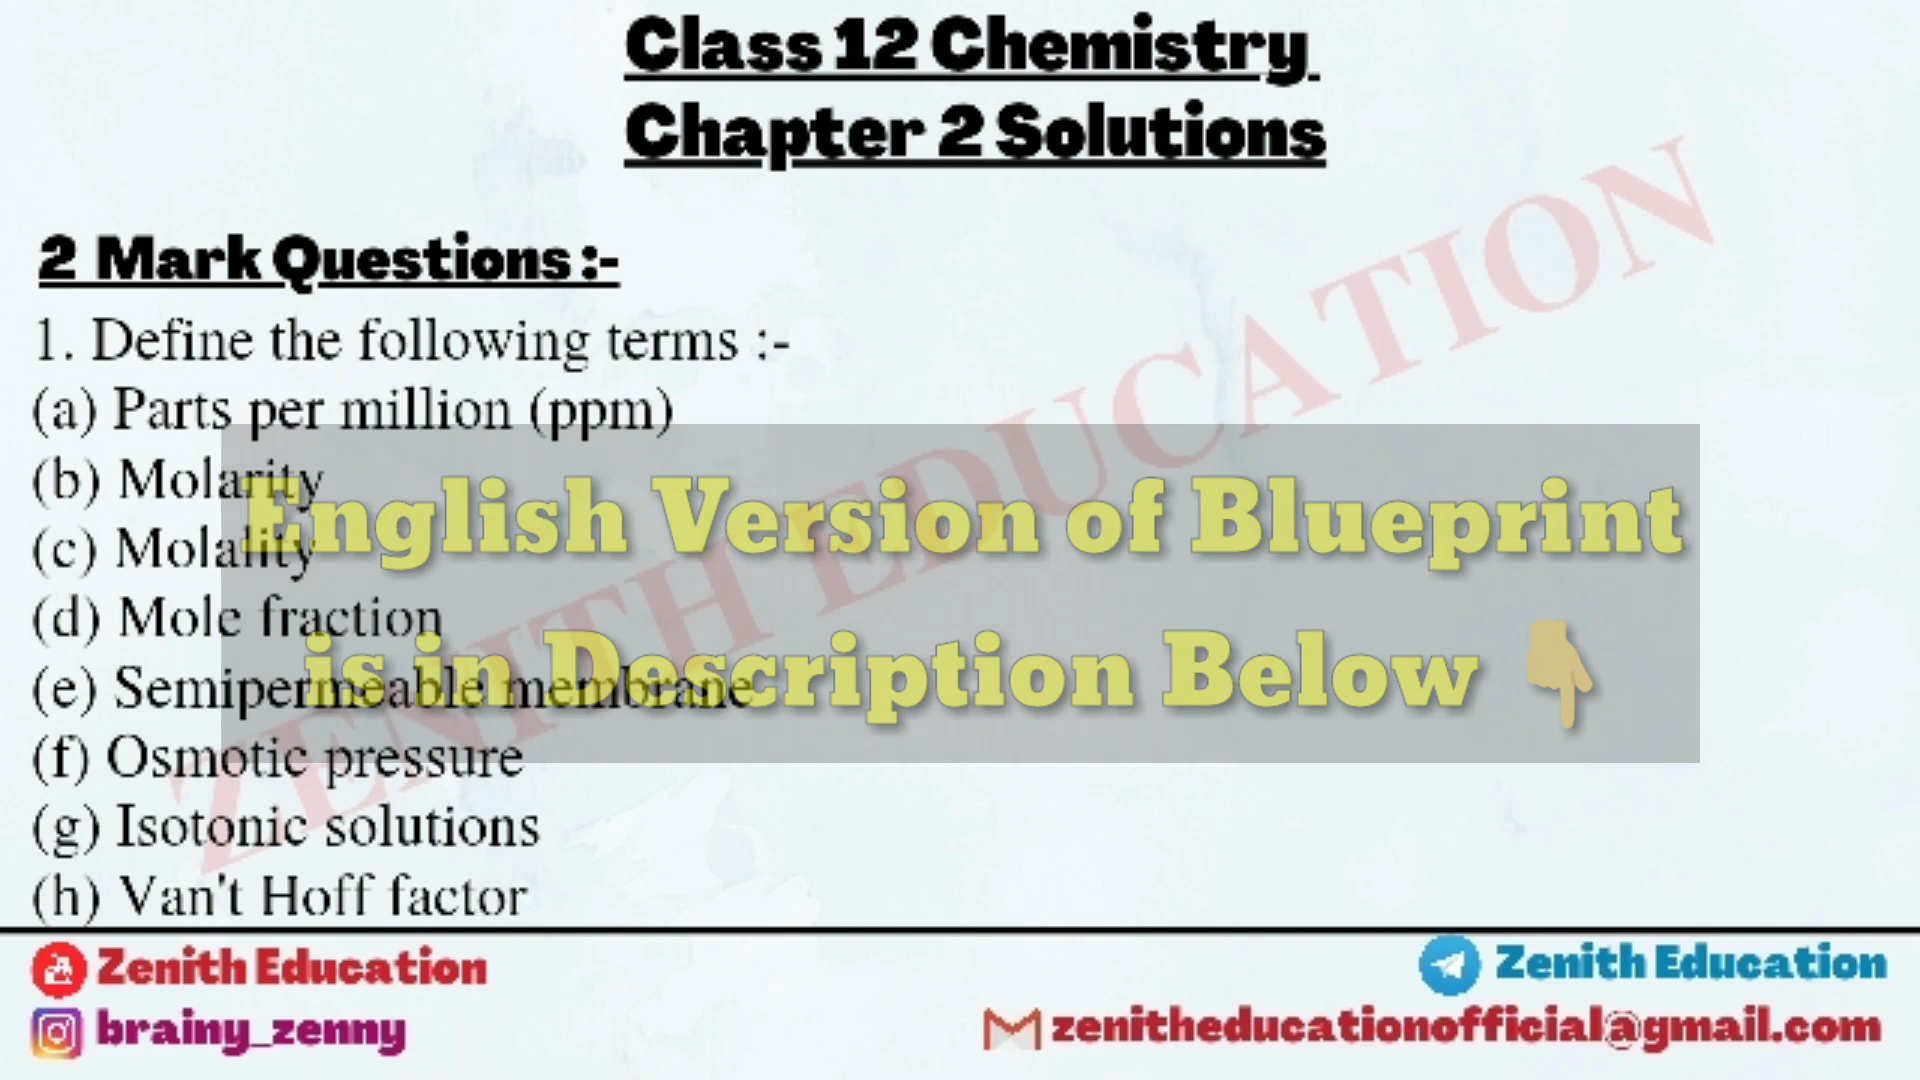 Class 12 Chemistry
Chapter 2 Solutions
2 Mark Questions :-
1. Define the following terms :-
(a) Parts per million (ppm)
(b) Molarity
(c) Molality
(d) Mole fraction
(e) Semipermeable membrane
(f) Osmotic pressure
(g) Isotonic solutions
(h) Van't Hoff factor
English Version of Blueprint
is in Description Below 👇
ZENITH EDUCATION
Zenith Education
brainy_zenny
Zenith Education
zenitheducationofficial@gmail.com